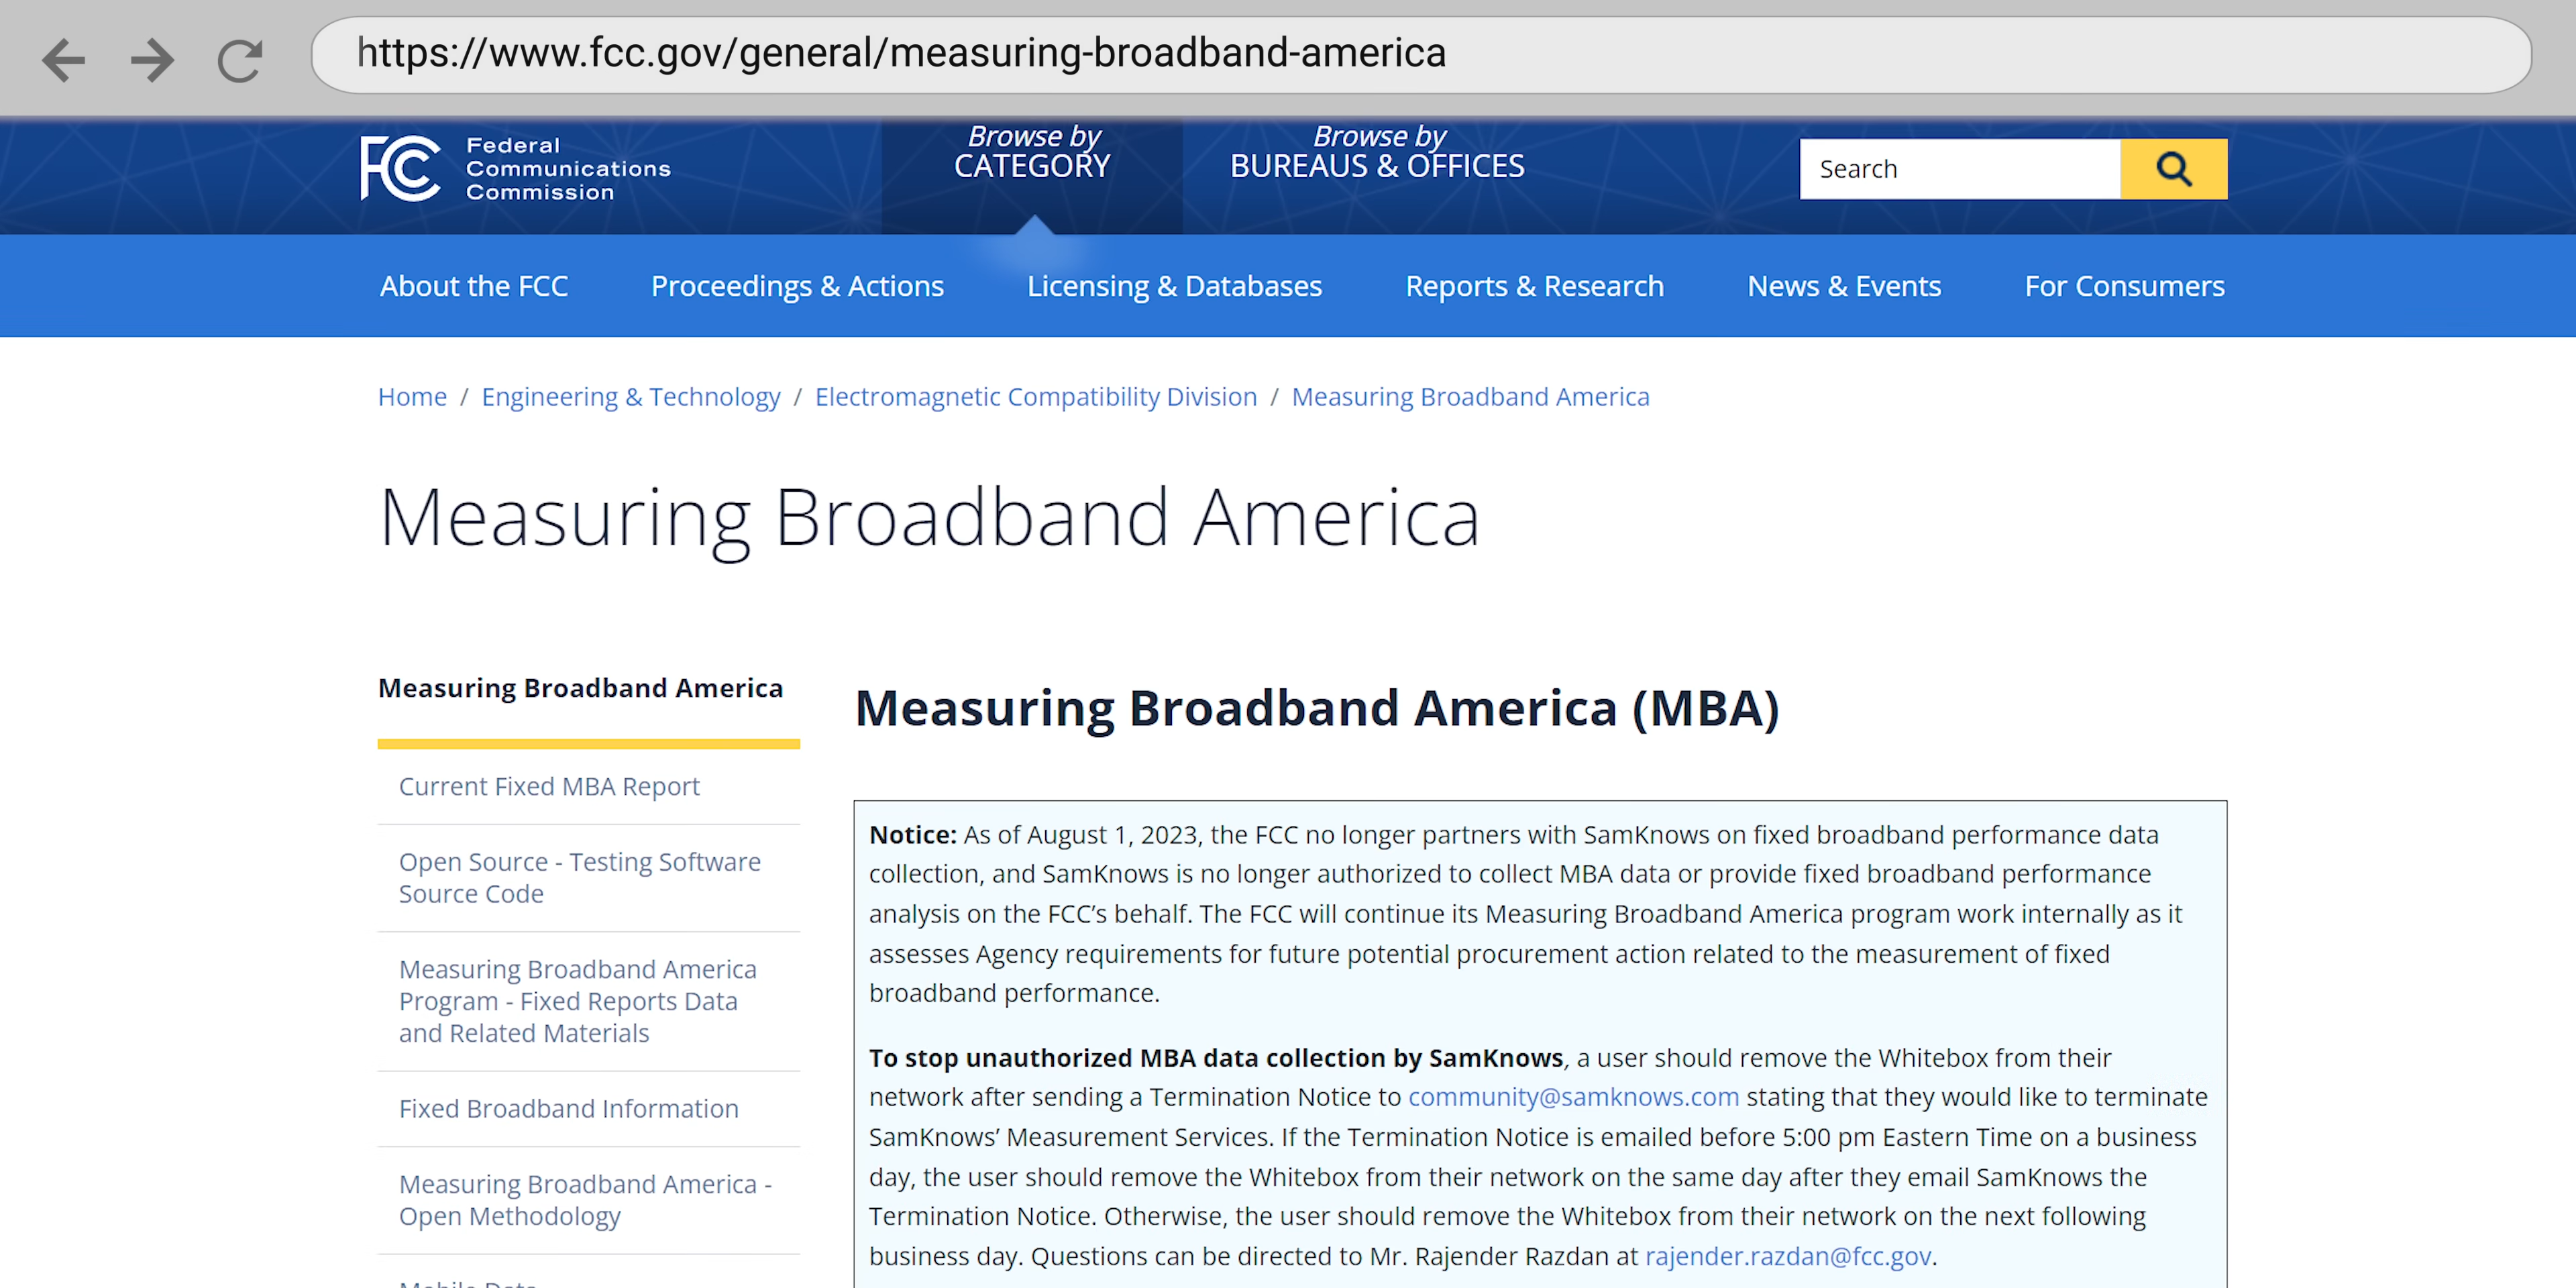 https://www.fcc.gov/general/measuring-broadband-america
FCC
Federal
Communications
Commission
Browse by
CATEGORY
Browse by
BUREAUS & OFFICES
Search
About the FCC
Proceedings & Actions
Licensing & Databases
Reports & Research
News & Events
For Consumers
Home / Engineering & Technology / Electromagnetic Compatibility Division / Measuring Broadband America
Measuring Broadband America
Measuring Broadband America
Current Fixed MBA Report
Open Source - Testing Software
Source Code
Measuring Broadband America
Program - Fixed Reports Data
and Related Materials
Fixed Broadband Information
Measuring Broadband America -
Open Methodology
Measuring Broadband America (MBA)
Notice: As of August 1, 2023, the FCC no longer partners with SamKnows on fixed broadband performance data
collection, and SamKnows is no longer authorized to collect MBA data or provide fixed broadband performance
analysis on the FCC’s behalf. The FCC will continue its Measuring Broadband America program work internally as it
assesses Agency requirements for future potential procurement action related to the measurement of fixed
broadband performance.
To stop unauthorized MBA data collection by SamKnows, a user should remove the Whitebox from their
network after sending a Termination Notice to community@samknows.com stating that they would like to terminate
SamKnows’ Measurement Services. If the Termination Notice is emailed before 5:00 pm Eastern Time on a business
day, the user should remove the Whitebox from their network on the same day after they email SamKnows the
Termination Notice. Otherwise, the user should remove the Whitebox from their network on the next following
business day. Questions can be directed to Mr. Rajender Razdan at rajender.razdan@fcc.gov.